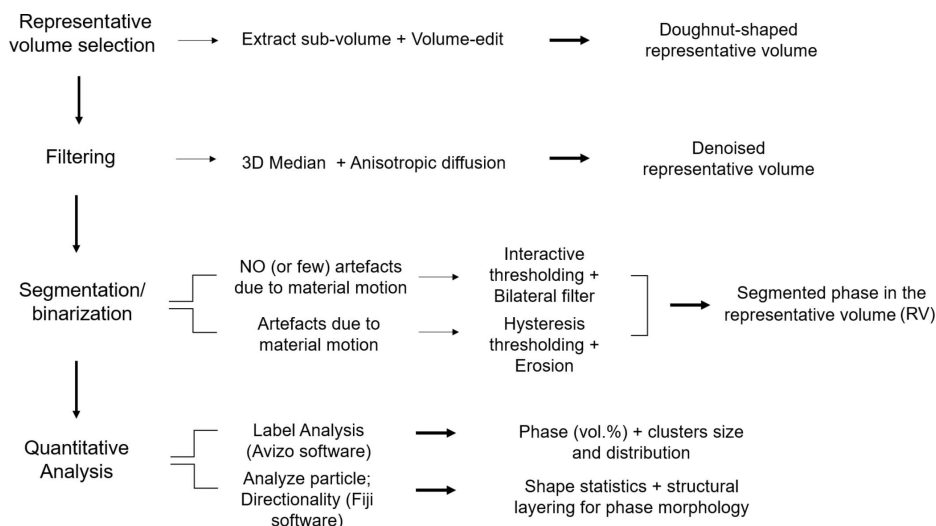 Representative
volume selection
Extract sub-volume + Volume-edit
Doughnut-shaped
representative volume
Filtering
3D Median + Anisotropic diffusion
Denoised
representative volume
Segmentation/
binarization
NO (or few) artefacts
due to material motion
Interactive
thresholding +
Bilateral filter
Artefacts due to
material motion
Hysteresis
thresholding +
Erosion
Segmented phase in the
representative volume (RV)
Quantitative
Analysis
Label Analysis
(Avizo software)
Phase (vol.%) + clusters size
and distribution
Analyze particle;
Directionality (Fiji
software)
Shape statistics + structural
layering for phase morphology